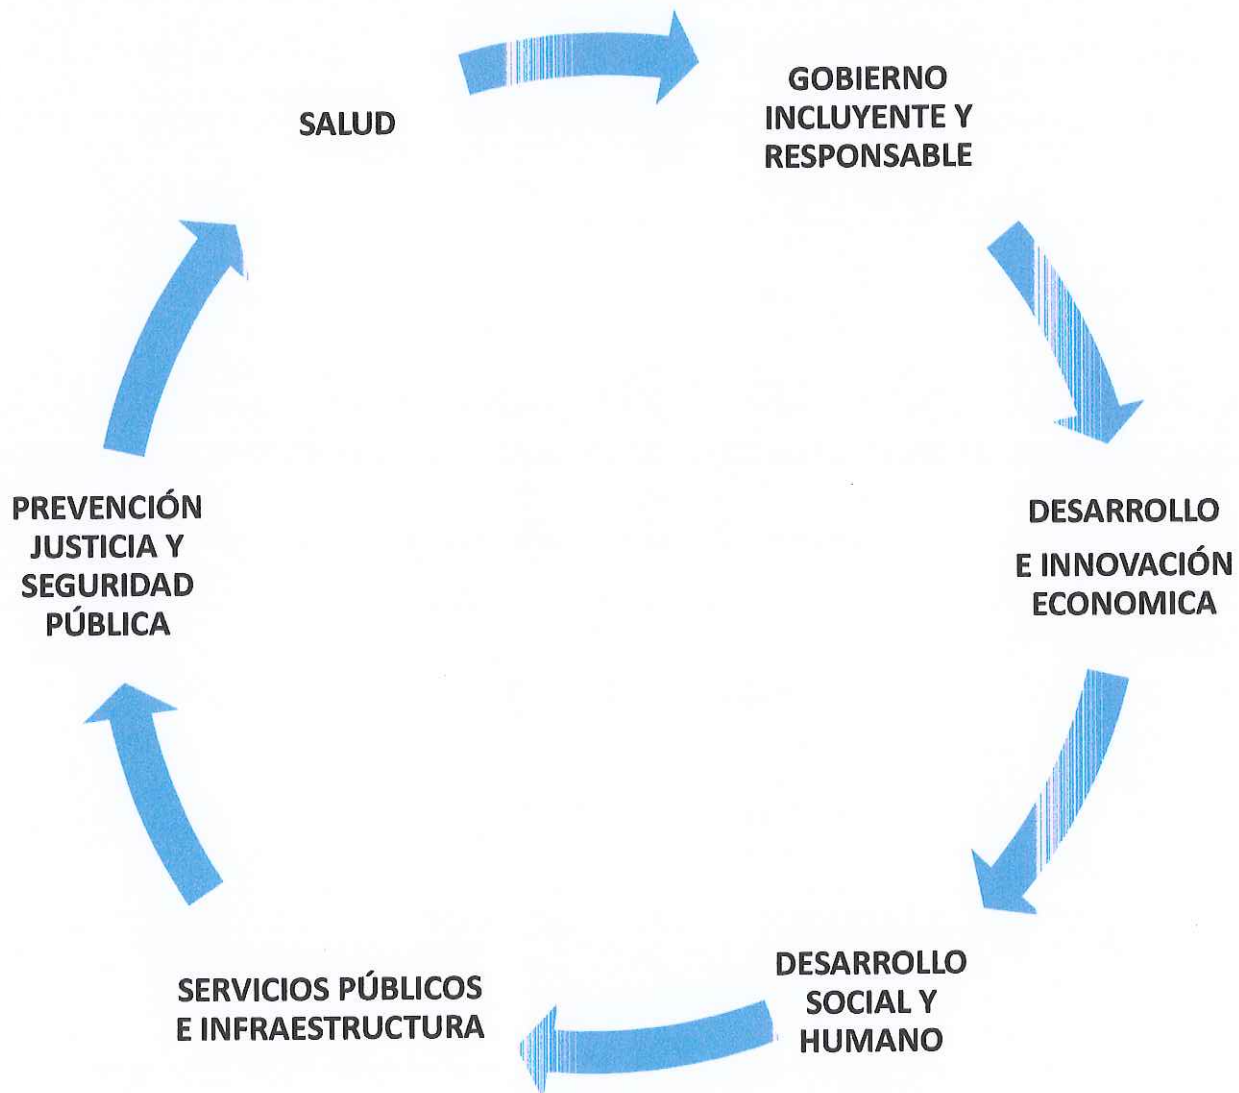 SALUD
GOBIERNO
INCLUYENTE Y
RESPONSABLE
DESARROLLO
E INNOVACIÓN
ECONOMICA
DESARROLLO
SOCIAL Y
HUMANO
SERVICIOS PÚBLICOS
E INFRAESTRUCTURA
PREVENCIÓN
JUSTICIA Y
SEGURIDAD
PÚBLICA